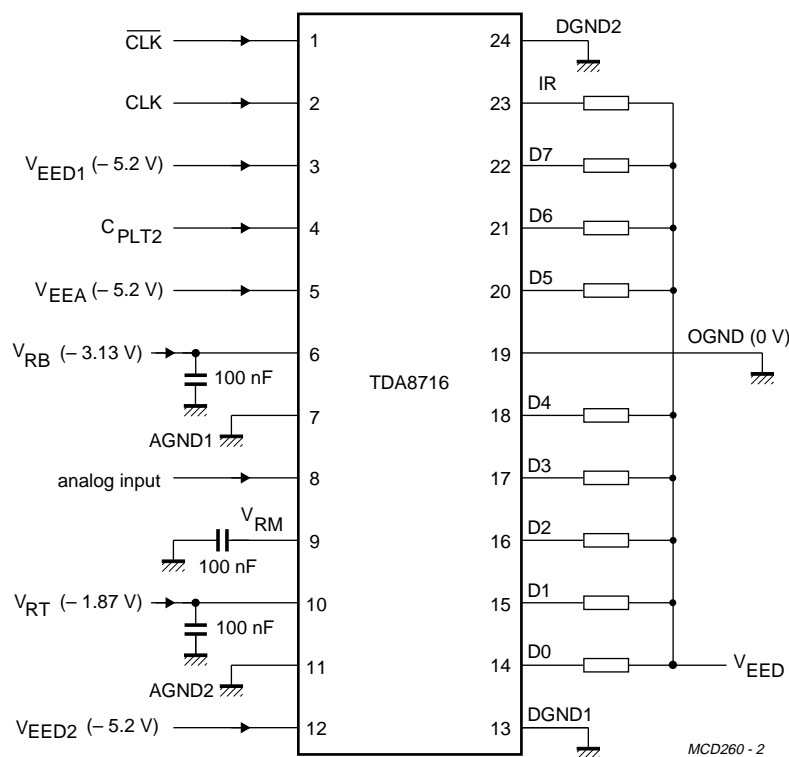 CLK 1 24 DGND2
CLK 2 23 IR
VEED1 (– 5.2 V) 3 22 D7
CPLT2 4 21 D6
VEEA (– 5.2 V) 5 20 D5
VRB (– 3.13 V) 6 19 OGND (0 V)
100 nF
TDA8716
AGND1 7 18 D4
analog input 8 17 D3
VRM 9 16 D2
100 nF
VRT (– 1.87 V) 10 15 D1
100 nF
AGND2 11 14 D0 VEED
VEED2 (– 5.2 V) 12 13 DGND1
MCD260 - 2